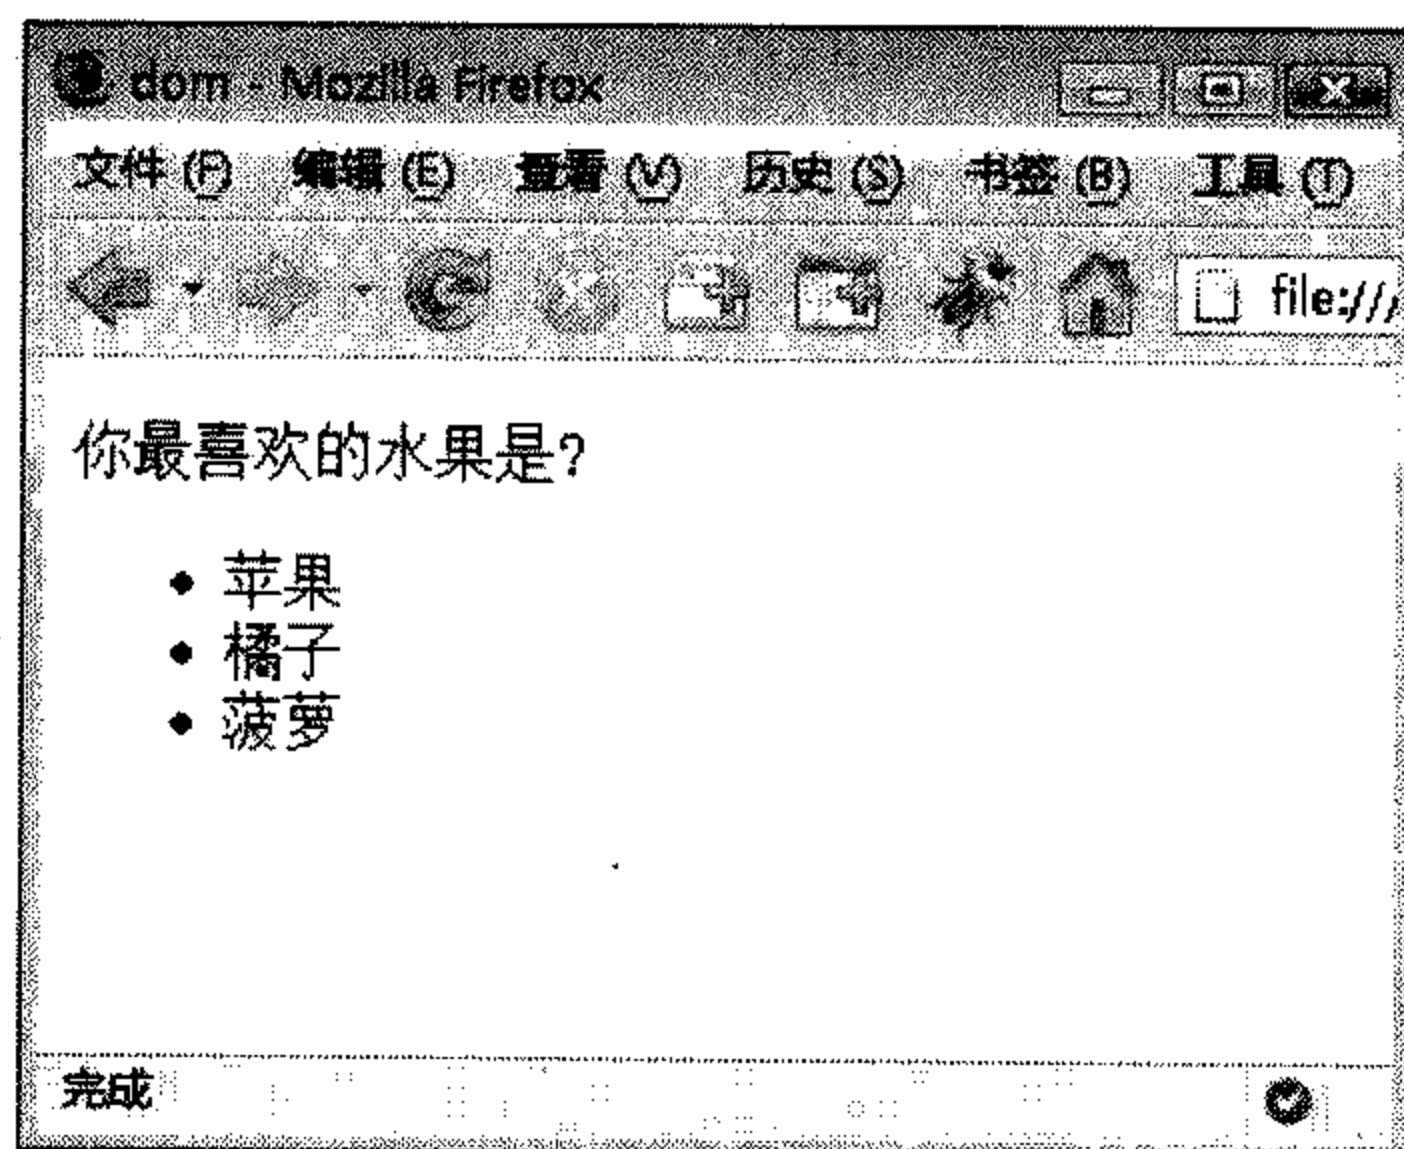 dom - Mozilla Firefox
文件 (F) 编辑 (E) 查看 (V) 历史 (S) 书签 (B) 工具 (T)
file:///
你最喜欢的水果是?
• 苹果
• 橘子
• 菠萝
完成